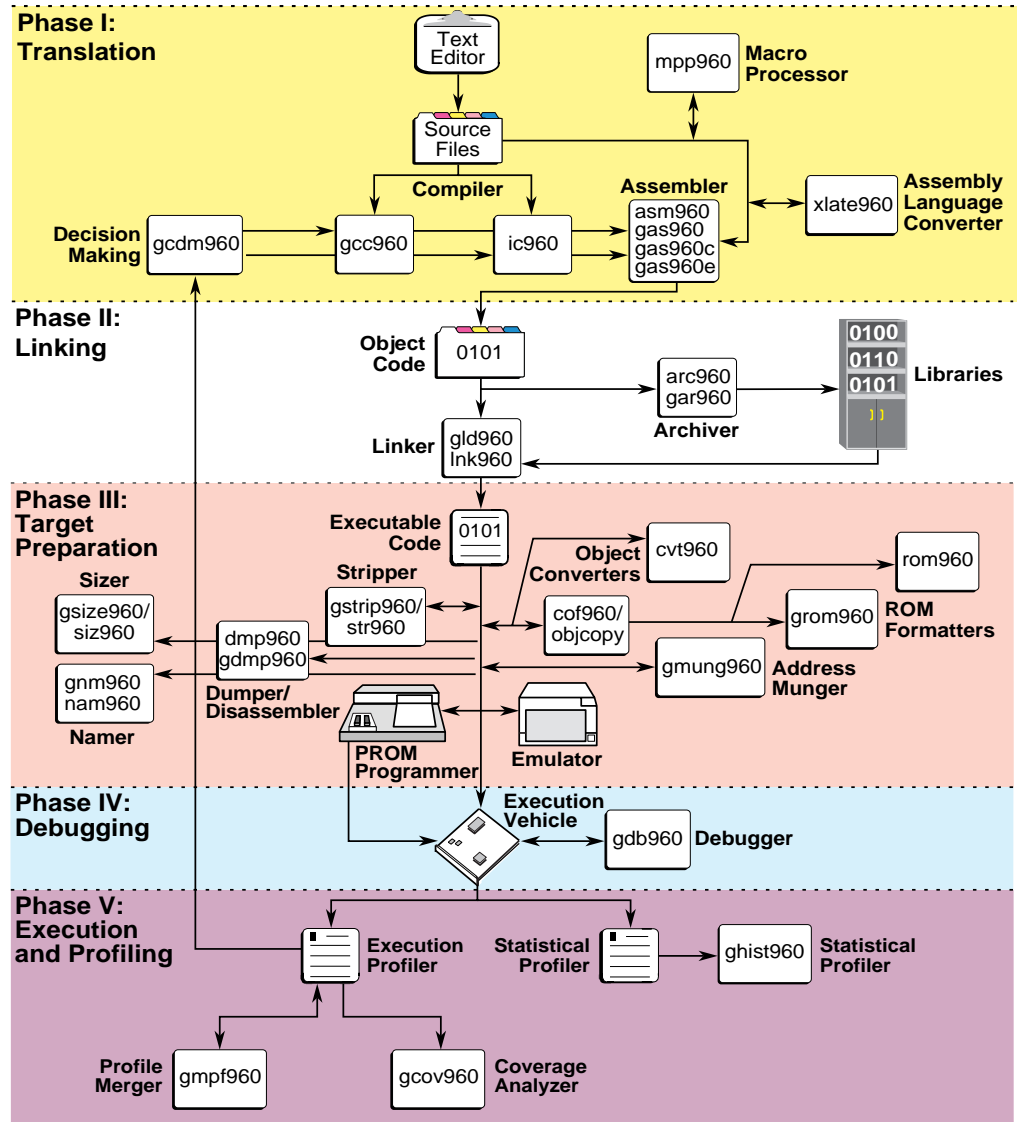 Phase I:
Translation
Text
Editor
mpp960
Macro
Processor
Source
Files
Compiler
Assembler
xlate960
Assembly
Language
Converter
Decision
Making
gcdm960
gcc960
ic960
asm960
gas960
gas960c
gas960e
Phase II:
Linking
Object
Code
0101
arc960
gar960
Archiver
0100
0110
0101
Libraries
Linker
gld960
lnk960
Phase III:
Target
Preparation
Executable
Code
0101
Object
Converters
cvt960
rom960
Sizer
gsize960/
siz960
Stripper
gstrip960/
str960
cof960/
objcopy
grom960
ROM
Formatters
dmp960
gdmp960
Dumper/
Disassembler
gmung960
Address
Munger
gnm960
nam960
Namer
PROM
Programmer
Emulator
Phase IV:
Debugging
Execution
Vehicle
gdb960
Debugger
Phase V:
Execution
and Profiling
Execution
Profiler
Statistical
Profiler
ghist960
Statistical
Profiler
Profile
Merger
gmpf960
gcov960
Coverage
Analyzer